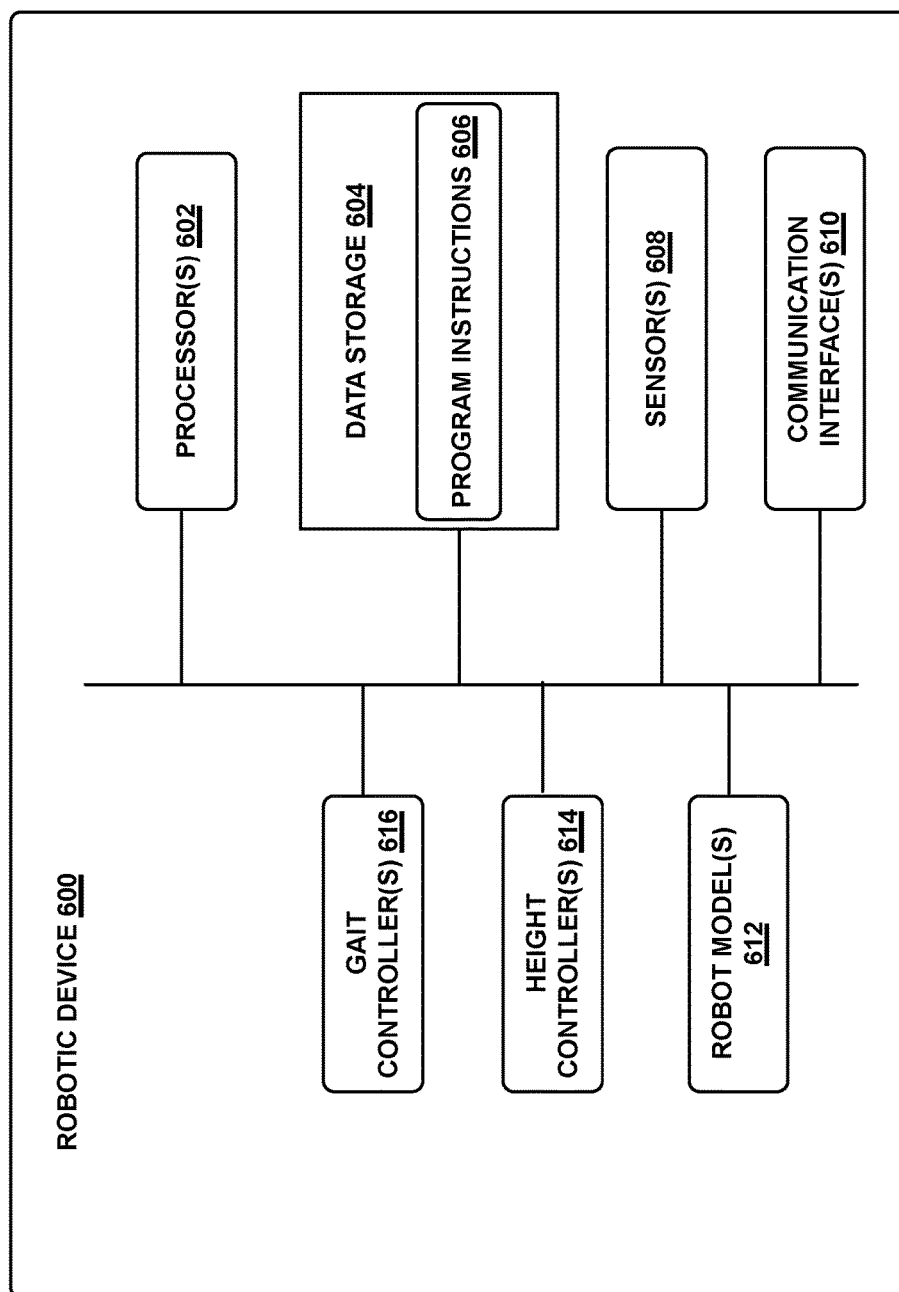 ROBOTIC DEVICE 600
PROCESSOR(S) 602
DATA STORAGE 604
PROGRAM INSTRUCTIONS 606
SENSOR(S) 608
COMMUNICATION
INTERFACE(S) 610
GAIT
CONTROLLER(S) 616
HEIGHT
CONTROLLER(S) 614
ROBOT MODEL(S)
612